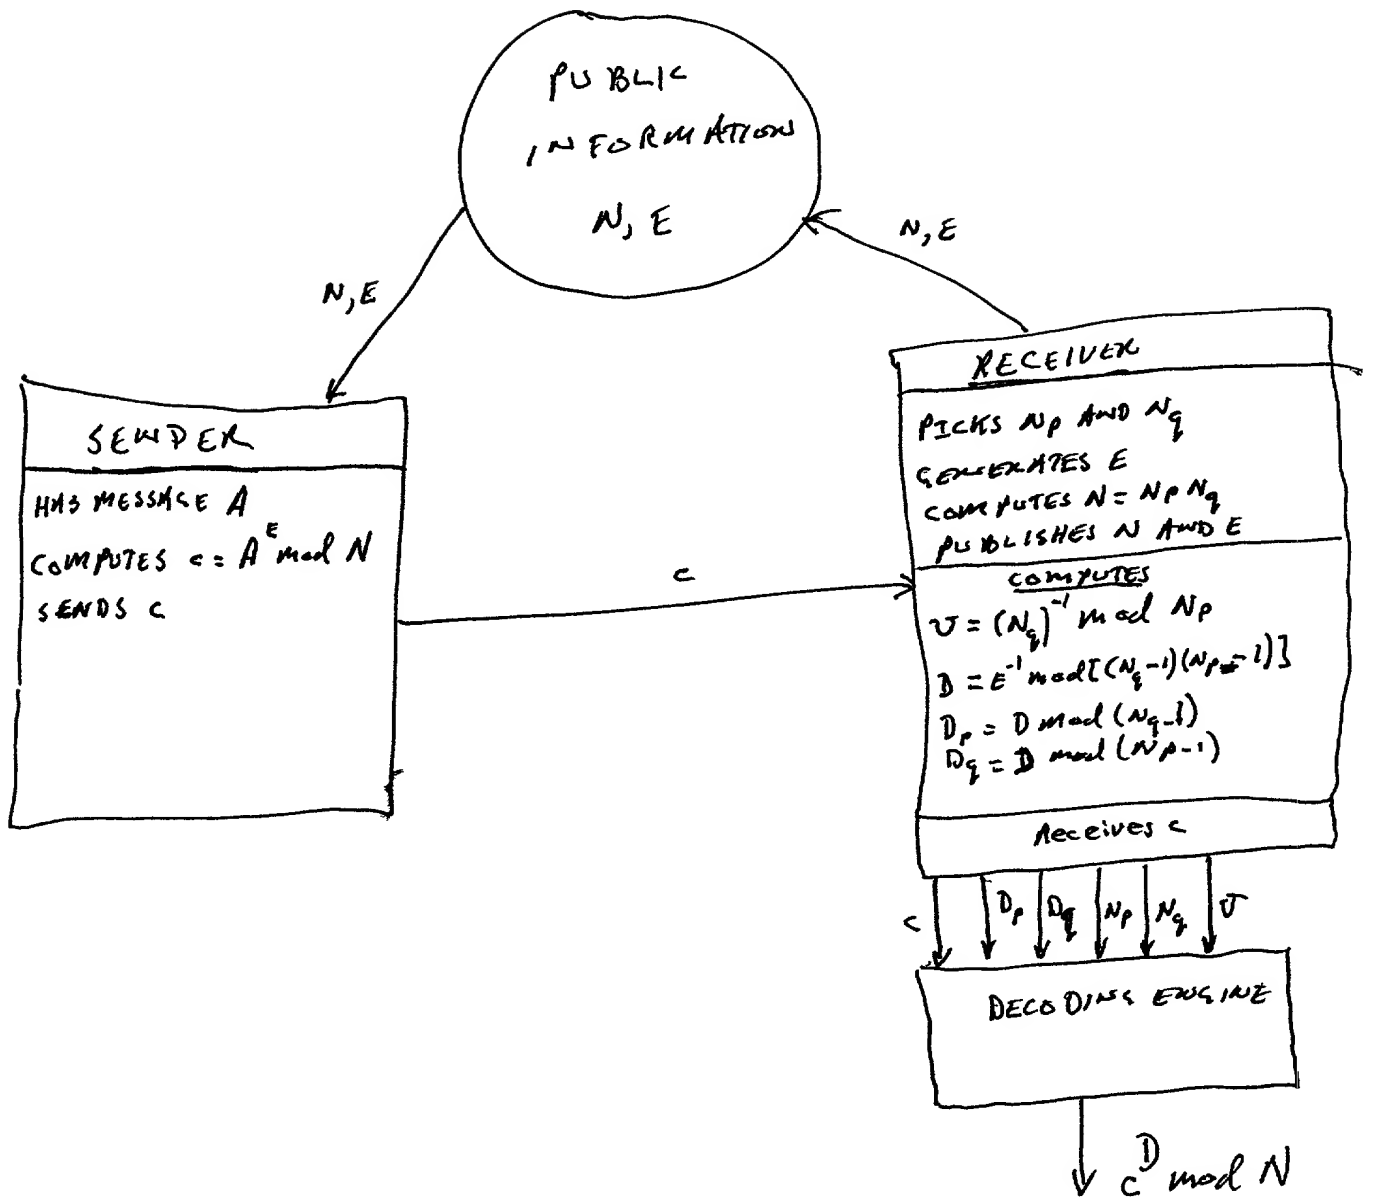 PUBLIC
INFORMATION
N, E
N, E
N, E
SENDER
HAS MESSAGE A
COMPUTES c = A^E mod N
SENDS C
C
RECEIVER
PICKS Np AND Nq
GENERATES E
COMPUTES N = Np Nq
PUBLISHES N AND E
COMPUTES
U = (Nq)^-1 mod Np
D = E^-1 mod [(Nq-1)(Np-1)]
Dp = D mod (Nq-1)
Dq = D mod (Np-1)
Receives c
C Dp Dq Np Nq U
DECODING ENGINE
C^D mod N